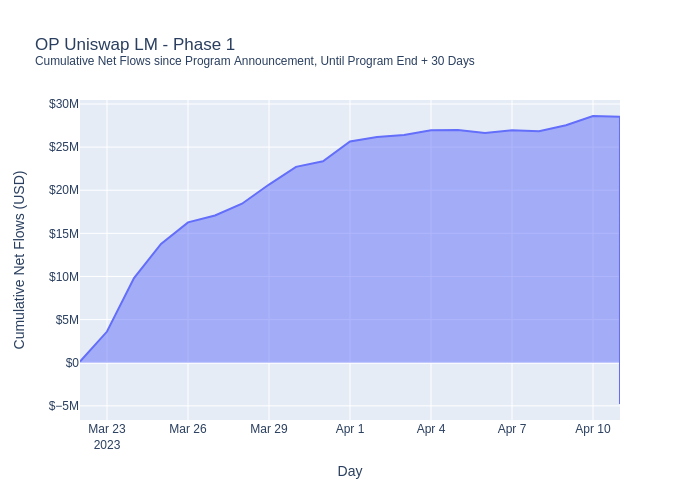 OP Uniswap LM - Phase 1
Cumulative Net Flows since Program Announcement, Until Program End + 30 Days
Cumulative Net Flows (USD)
$30M
$25M
$20M
$15M
$10M
$5M
$0
$−5M
Mar 23
2023
Mar 26
Mar 29
Apr 1
Apr 4
Apr 7
Apr 10
Day